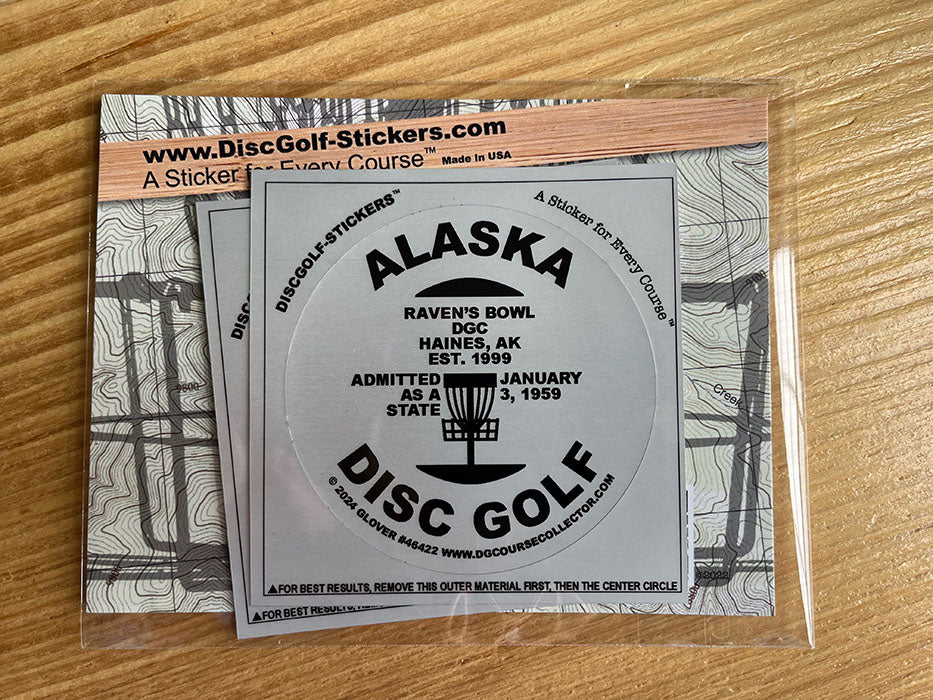 www.DiscGolf-Stickers.com
A Sticker for Every Course™ Made In USA
DISCGOLF-STICKERS™
A Sticker for Every Course™
ALASKA
RAVEN'S BOWL
DGC
HAINES, AK
EST. 1999
ADMITTED AS A STATE
JANUARY 3, 1959
DISC GOLF
© 2024 GLOVER #46422 WWW.DGCOURSECOLLECTOR.COM
▲FOR BEST RESULTS, REMOVE THIS OUTER MATERIAL FIRST, THEN THE CENTER CIRCLE
DISC
▲FOR BEST RESULTS,
Creek
2022